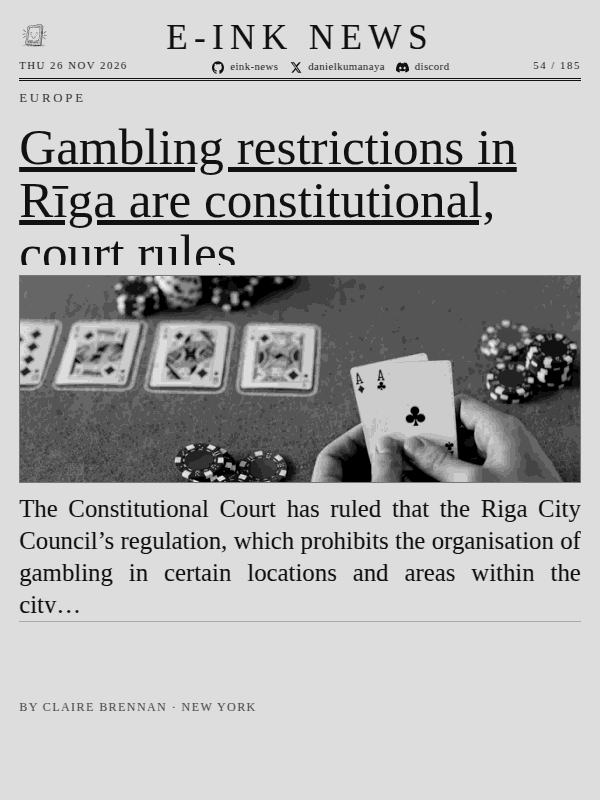 E-INK NEWS
THU 26 NOV 2026
eink-news
danielkumanaya
discord
54 / 185
EUROPE
Gambling restrictions in
Rīga are constitutional,
court rules
A
A
The Constitutional Court has ruled that the Riga City
Council’s regulation, which prohibits the organisation of
gambling in certain locations and areas within the
city…
BY CLAIRE BRENNAN · NEW YORK